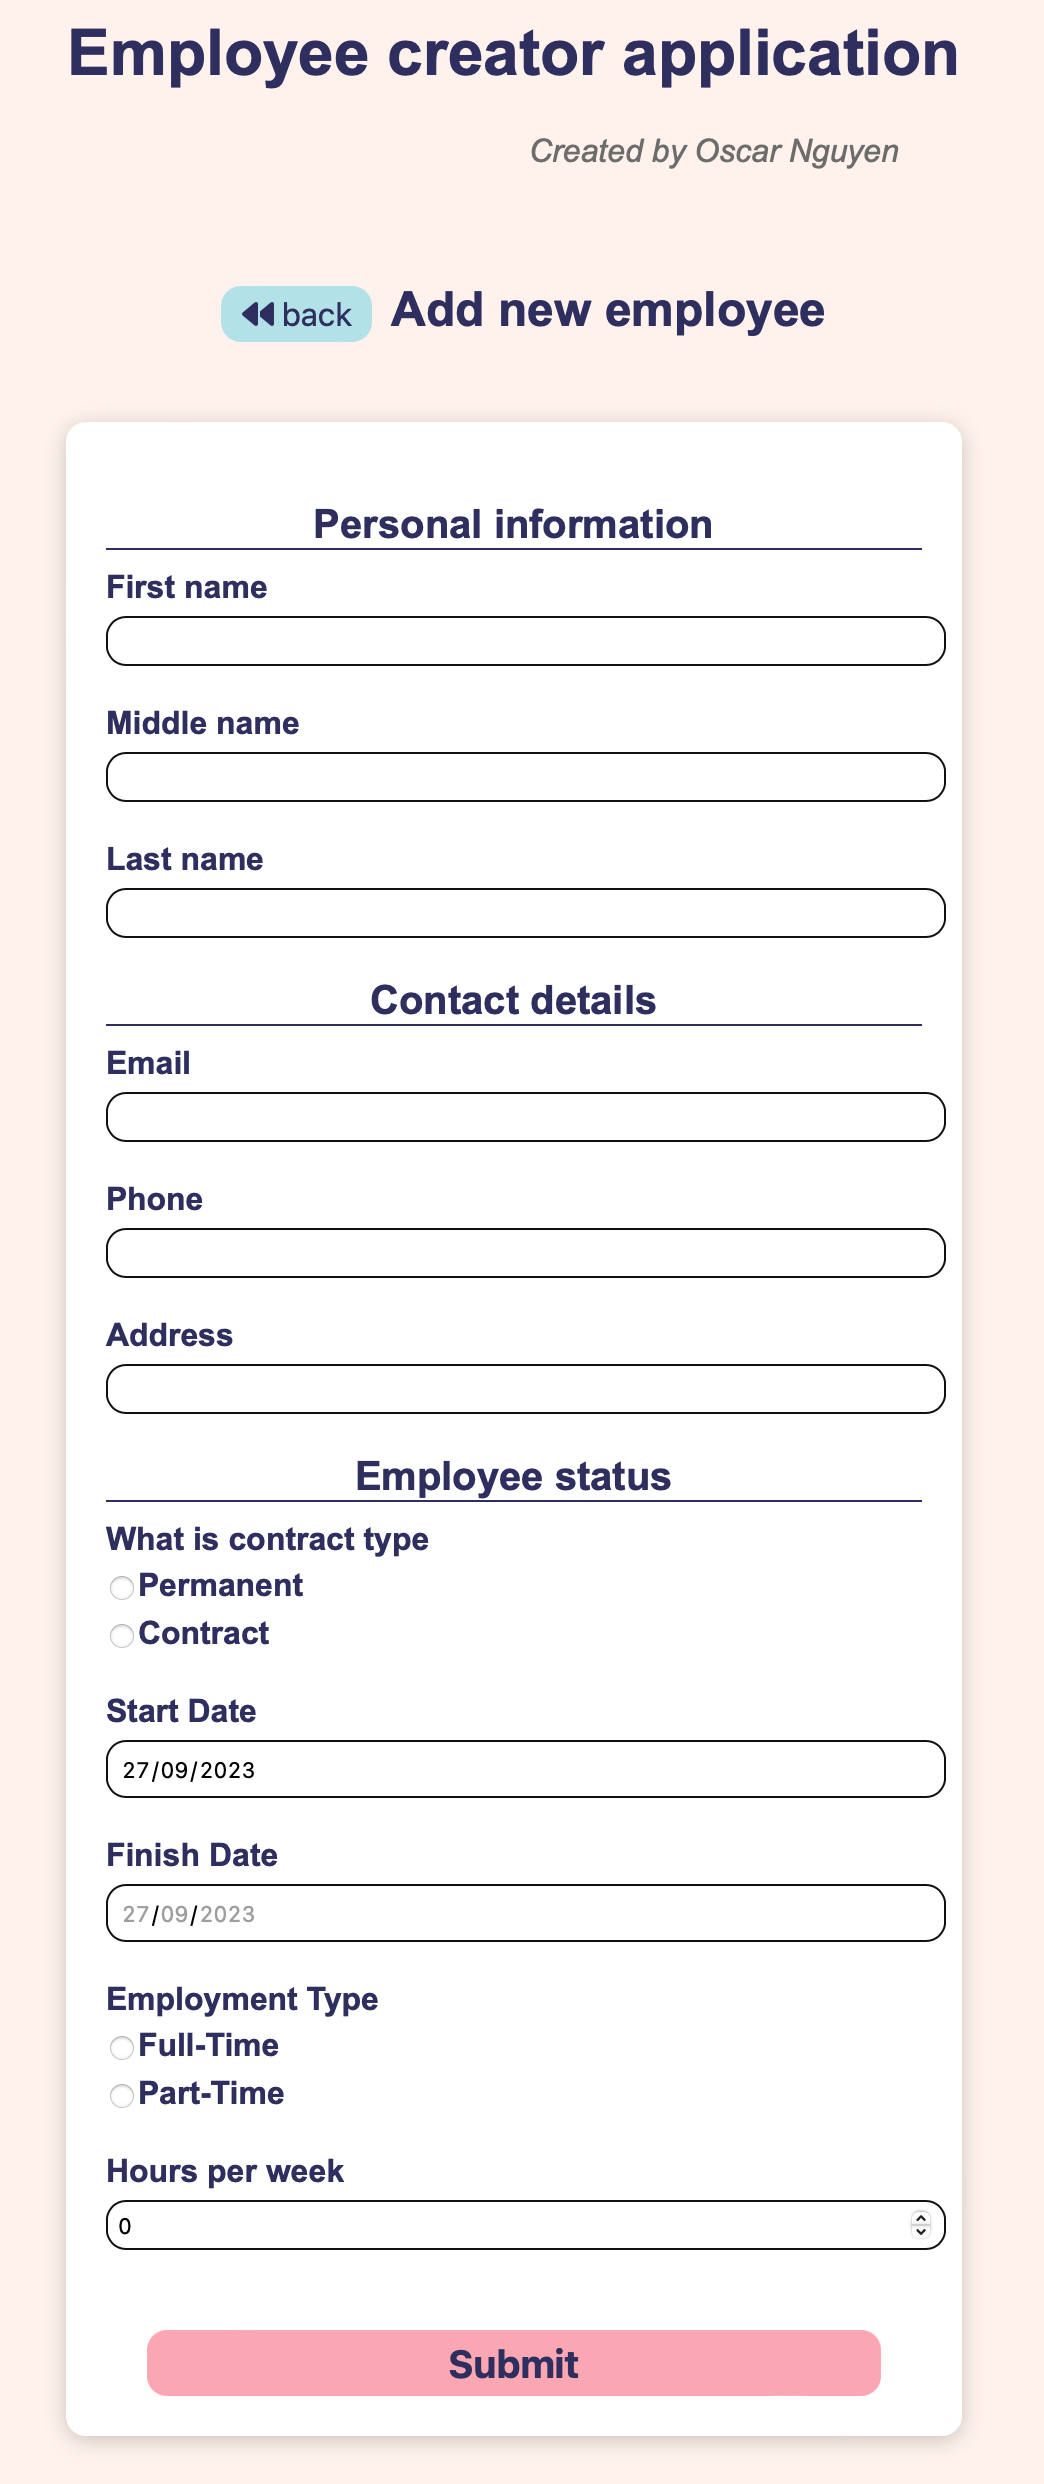 Employee creator application
Created by Oscar Nguyen
back Add new employee
Personal information
First name
Middle name
Last name
Contact details
Email
Phone
Address
Employee status
What is contract type
Permanent
Contract
Start Date
27/09/2023
Finish Date
27/09/2023
Employment Type
Full-Time
Part-Time
Hours per week
0
Submit